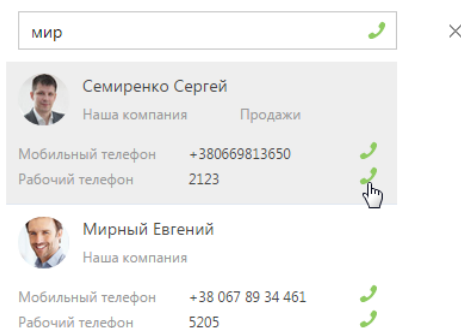 мир
Семиренко Сергей
Наша компания Продажи
Мобильный телефон +380669813650
Рабочий телефон 2123
Мирный Евгений
Наша компания
Мобильный телефон +38 067 89 34 461
Рабочий телефон 5205